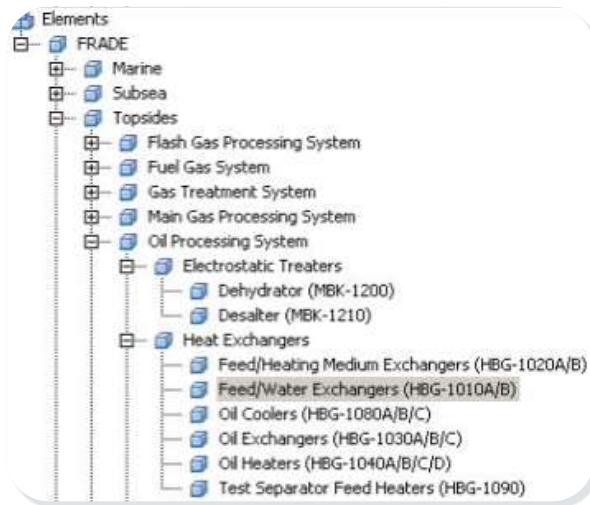 Elements
FRADE
Marine
Subsea
Topsides
Flash Gas Processing System
Fuel Gas System
Gas Treatment System
Main Gas Processing System
Oil Processing System
Electrostatic Treaters
Dehydrator (MBK-1200)
Desalter (MBK-1210)
Heat Exchangers
Feed/Heating Medium Exchangers (HBG-1020A/B)
Feed/Water Exchangers (HBG-1010A/B)
Oil Coolers (HBG-1080A/B/C)
Oil Exchangers (HBG-1030A/B/C)
Oil Heaters (HBG-1040A/B/C/D)
Test Separator Feed Heaters (HBG-1090)